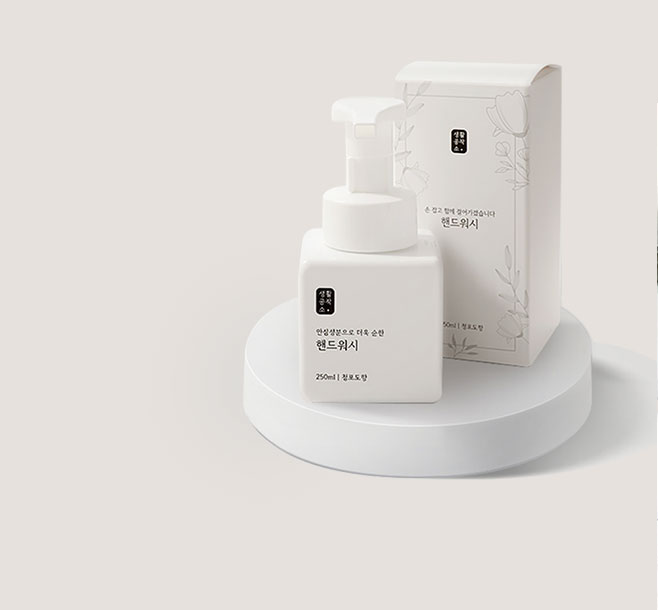 생활
공작
소.
손 잡고 함께 걸어가겠습니다
핸드워시
50ml | 청포도향
생활
공작
소.
안심성분으로 더욱 순한
핸드워시
250ml | 청포도향